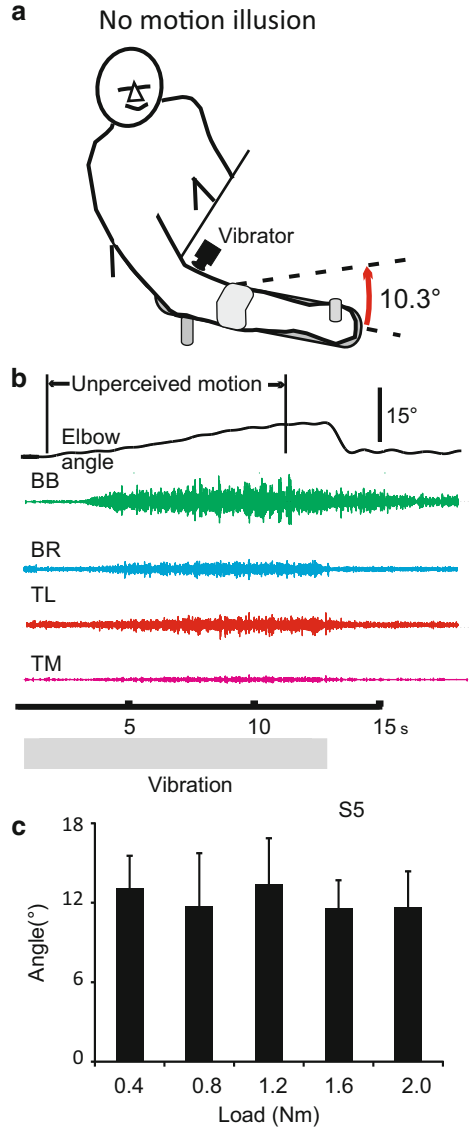 a
No motion illusion
Vibrator
10.3°
b
Unperceived motion
15°
Elbow
angle
BB
BR
TL
TM
5 10 15 s
Vibration
S5
c
18
12
6
0
Angle(°)
0.4 0.8 1.2 1.6 2.0
Load (Nm)